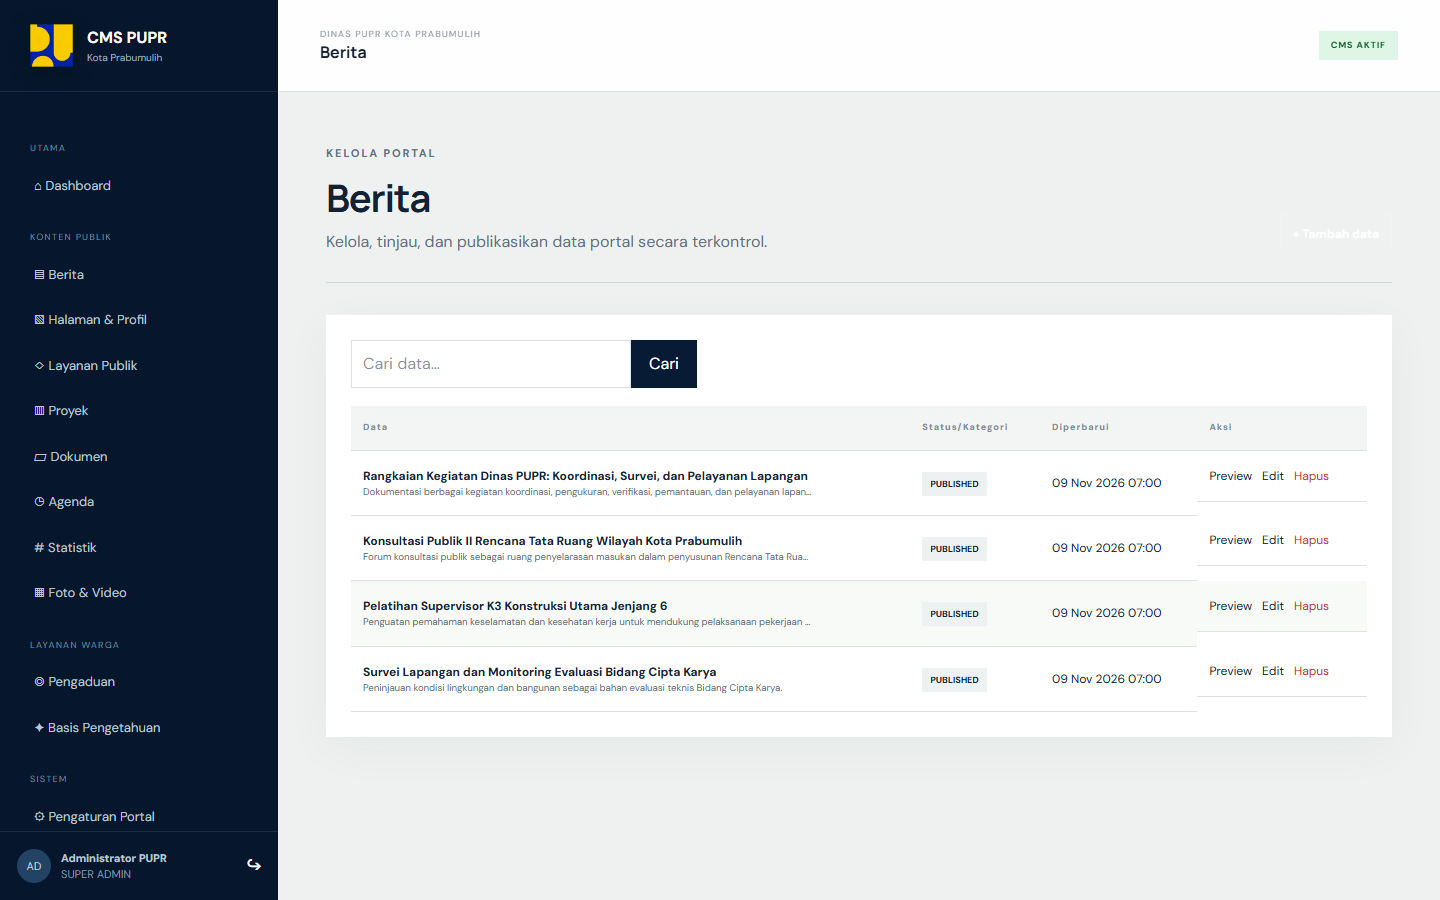 CMS PUPR
Kota Prabumulih
UTAMA
Dashboard
KONTEN PUBLIK
Berita
Halaman & Profil
Layanan Publik
Proyek
Dokumen
Agenda
# Statistik
Foto & Video
LAYANAN WARGA
Pengaduan
Basis Pengetahuan
SISTEM
Pengaturan Portal
AD
Administrator PUPR
SUPER ADMIN
DINAS PUPR KOTA PRABUMULIH
Berita
CMS AKTIF
KELOLA PORTAL
Berita
Kelola, tinjau, dan publikasikan data portal secara terkontrol.
+ Tambah data
Cari data...
Cari
Data Status/Kategori Diperbarui Aksi
Rangkaian Kegiatan Dinas PUPR: Koordinasi, Survei, dan Pelayanan Lapangan
Dokumentasi berbagai kegiatan koordinasi, pengukuran, verifikasi, pemantauan, dan pelayanan lapan...
PUBLISHED 09 Nov 2026 07:00 Preview Edit Hapus
Konsultasi Publik II Rencana Tata Ruang Wilayah Kota Prabumulih
Forum konsultasi publik sebagai ruang penyelarasan masukan dalam penyusunan Rencana Tata Rua...
PUBLISHED 09 Nov 2026 07:00 Preview Edit Hapus
Pelatihan Supervisor K3 Konstruksi Utama Jenjang 6
Penguatan pemahaman keselamatan dan kesehatan kerja untuk mendukung pelaksanaan pekerjaan ...
PUBLISHED 09 Nov 2026 07:00 Preview Edit Hapus
Survei Lapangan dan Monitoring Evaluasi Bidang Cipta Karya
Peninjauan kondisi lingkungan dan bangunan sebagai bahan evaluasi teknis Bidang Cipta Karya.
PUBLISHED 09 Nov 2026 07:00 Preview Edit Hapus